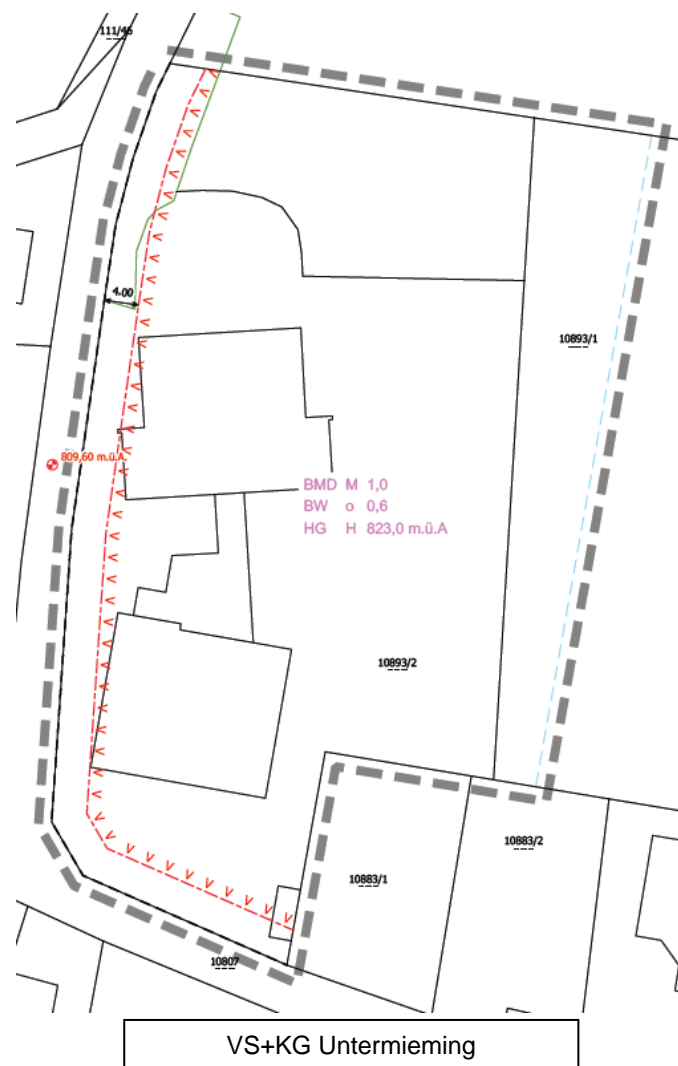 111/45
4.00
10893/1
809,60 m.ü.A.
BMD M 1,0
BW o 0,6
HG H 823,0 m.ü.A
10893/2
10883/2
10883/1
10807
VS+KG Untermieming